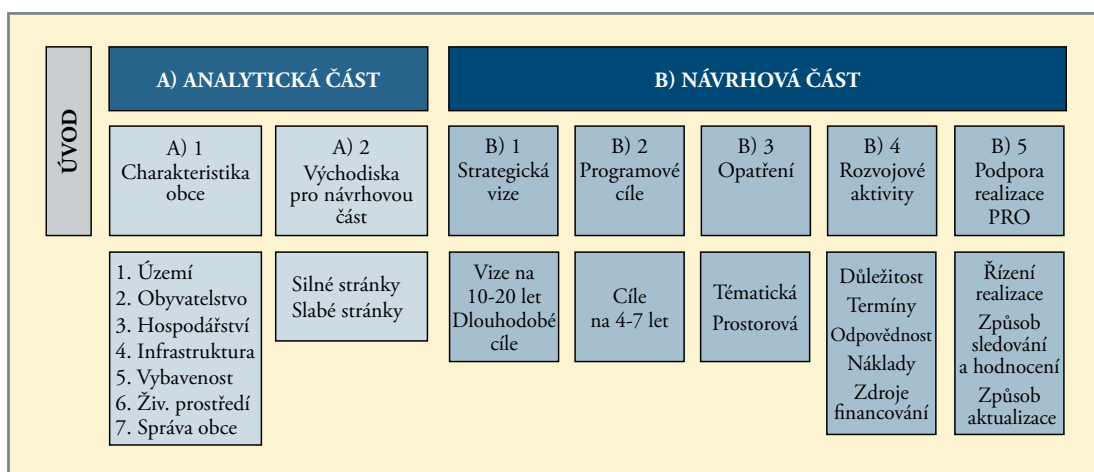 ÚVOD
A) ANALYTICKÁ ČÁST
B) NÁVRHOVÁ ČÁST
A) 1
Charakteristika
obce
A) 2
Východiska
pro návrhovou
část
B) 1
Strategická
vize
B) 2
Programové
cíle
B) 3
Opatření
B) 4
Rozvojové
aktivity
B) 5
Podpora
realizace
PRO
1. Území
2. Obyvatelstvo
3. Hospodářství
4. Infrastruktura
5. Vybavenost
6. Živ. prostředí
7. Správa obce
Silné stránky
Slabé stránky
Vize na
10-20 let
Dlouhodobé
cíle
Cíle
na 4-7 let
Tématická
Prostorová
Důležitost
Termíny
Odpovědnost
Náklady
Zdroje
financování
Řízení
realizace
Způsob
sledování
a hodnocení
Způsob
aktualizace